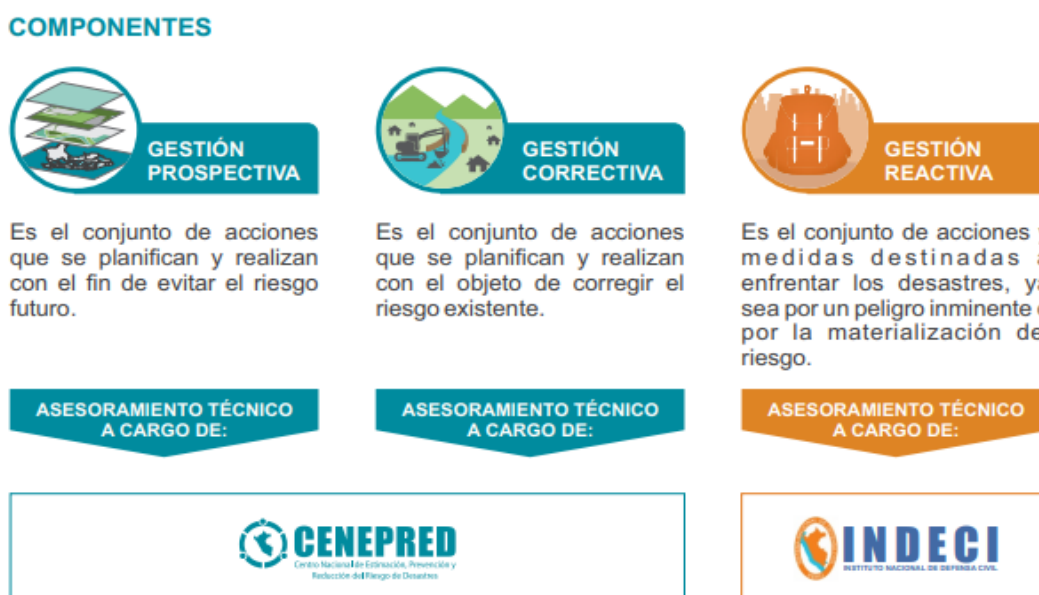 COMPONENTES
GESTIÓN
PROSPECTIVA
Es el conjunto de acciones
que se planifican y realizan
con el fin de evitar el riesgo
futuro.
ASESORAMIENTO TÉCNICO
A CARGO DE:
GESTIÓN
CORRECTIVA
Es el conjunto de acciones
que se planifican y realizan
con el objeto de corregir el
riesgo existente.
ASESORAMIENTO TÉCNICO
A CARGO DE:
CENEPRED
Centro Nacional de Estimación, Prevención y
Reducción del Riesgo de Desastres
GESTIÓN
REACTIVA
Es el conjunto de acciones
medidas destinadas
enfrentar los desastres, ya
sea por un peligro inminente
por la materialización de
riesgo.
ASESORAMIENTO TÉCNICO
A CARGO DE:
INDECI
INSTITUTO NACIONAL DE DEFENSA CIVIL